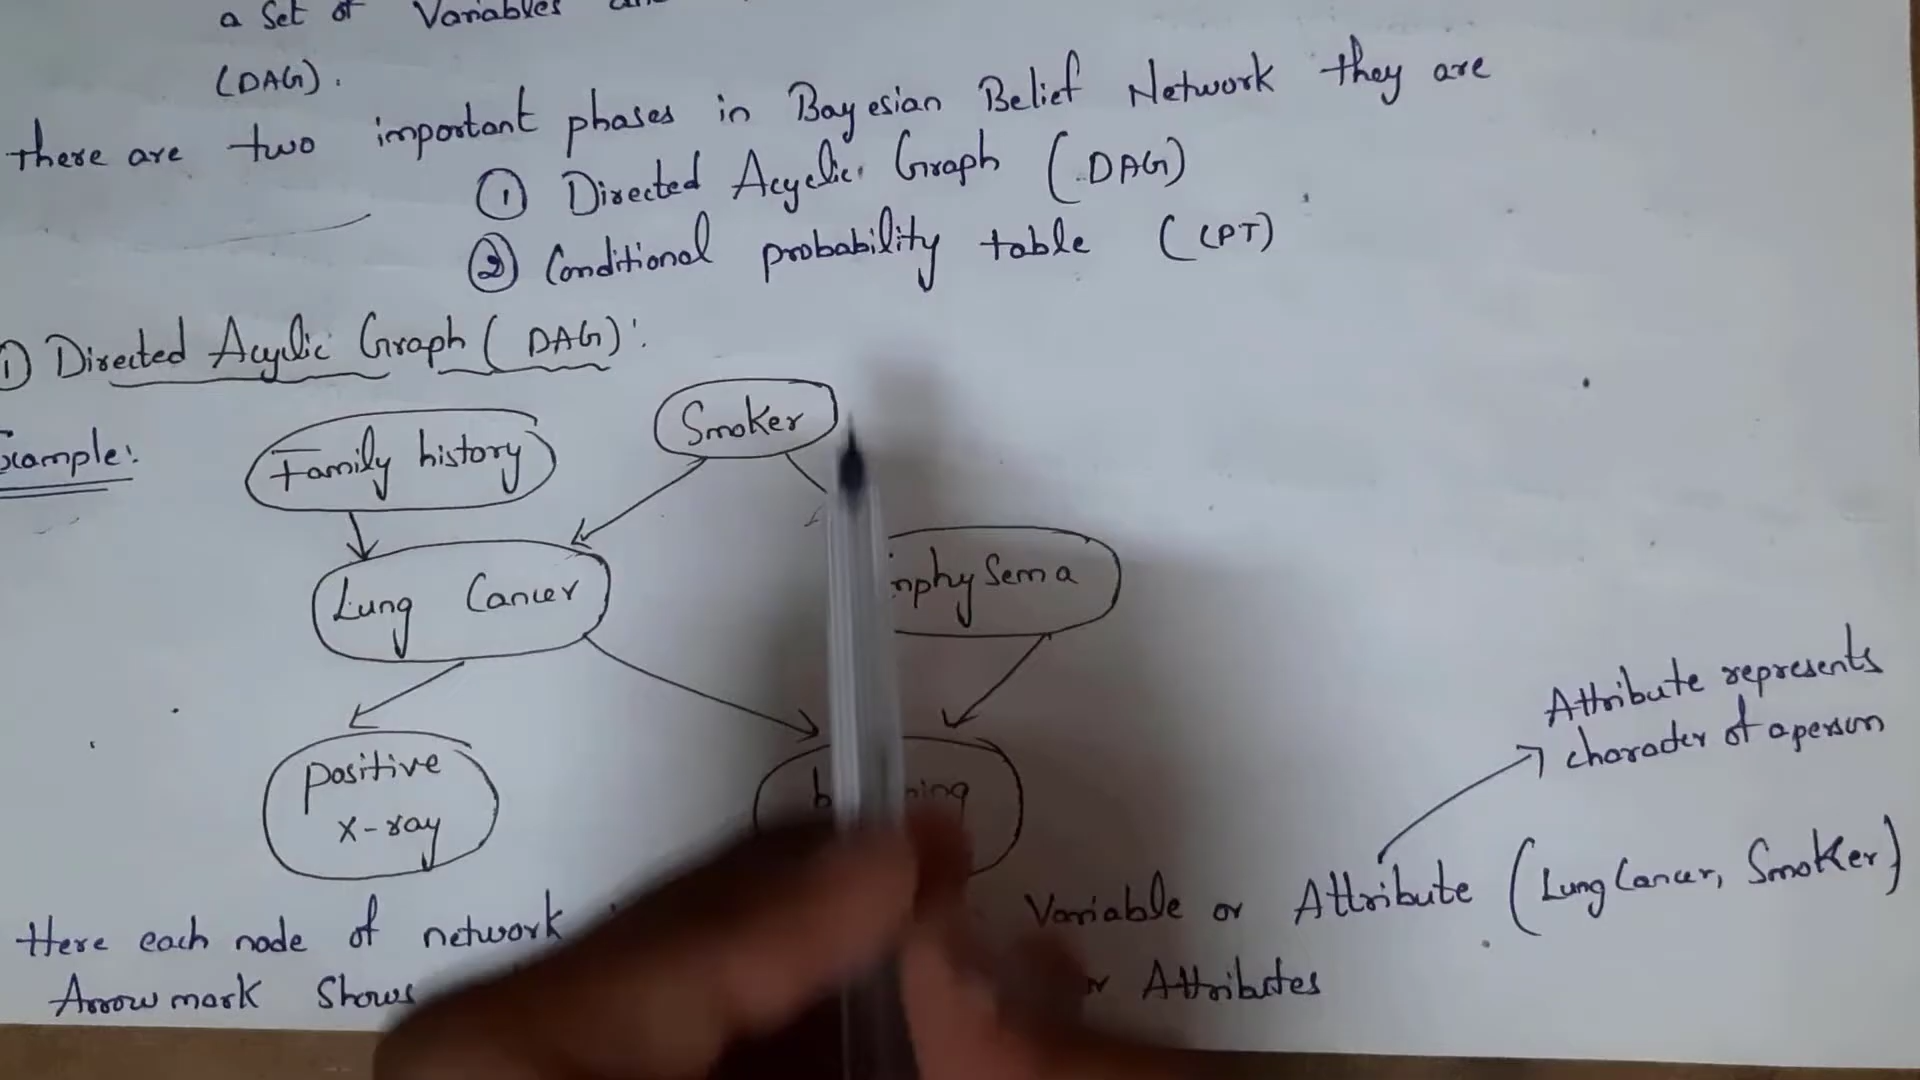 a set of Variables
(DAG).
there are two important phases in Bayesian Belief Network they are
① Directed Acyclic Graph (DAG)
② Conditional probability table (CPT)
1) Directed Acyclic Graph (DAG):
Example:
Family history
Smoker
Lung Cancer
Emphysema
positive
x-ray
Attribute represents
character of a person
Here each node of network Variable or Attribute (Lung Cancer, Smoker)
Arrow mark Shows Attributes